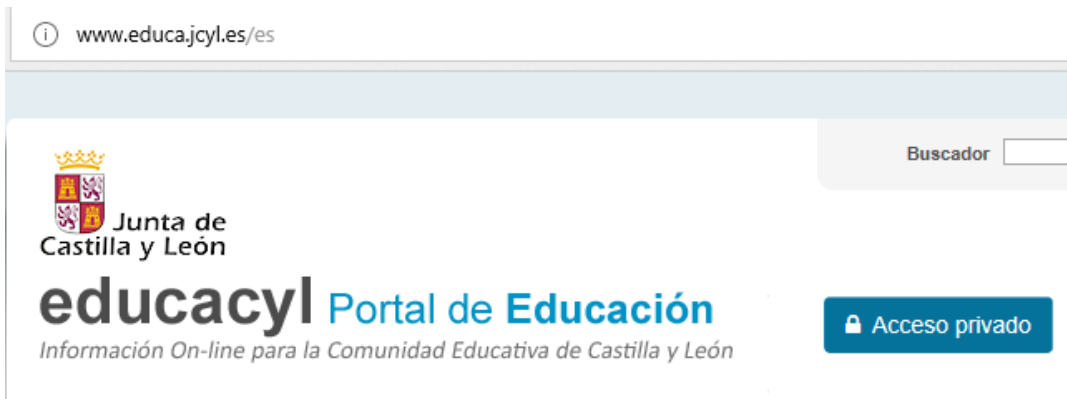 www.educa.jcyl.es/es
Buscador
Junta de
Castilla y León
educacyl Portal de Educación
Información On-line para la Comunidad Educativa de Castilla y León
Acceso privado